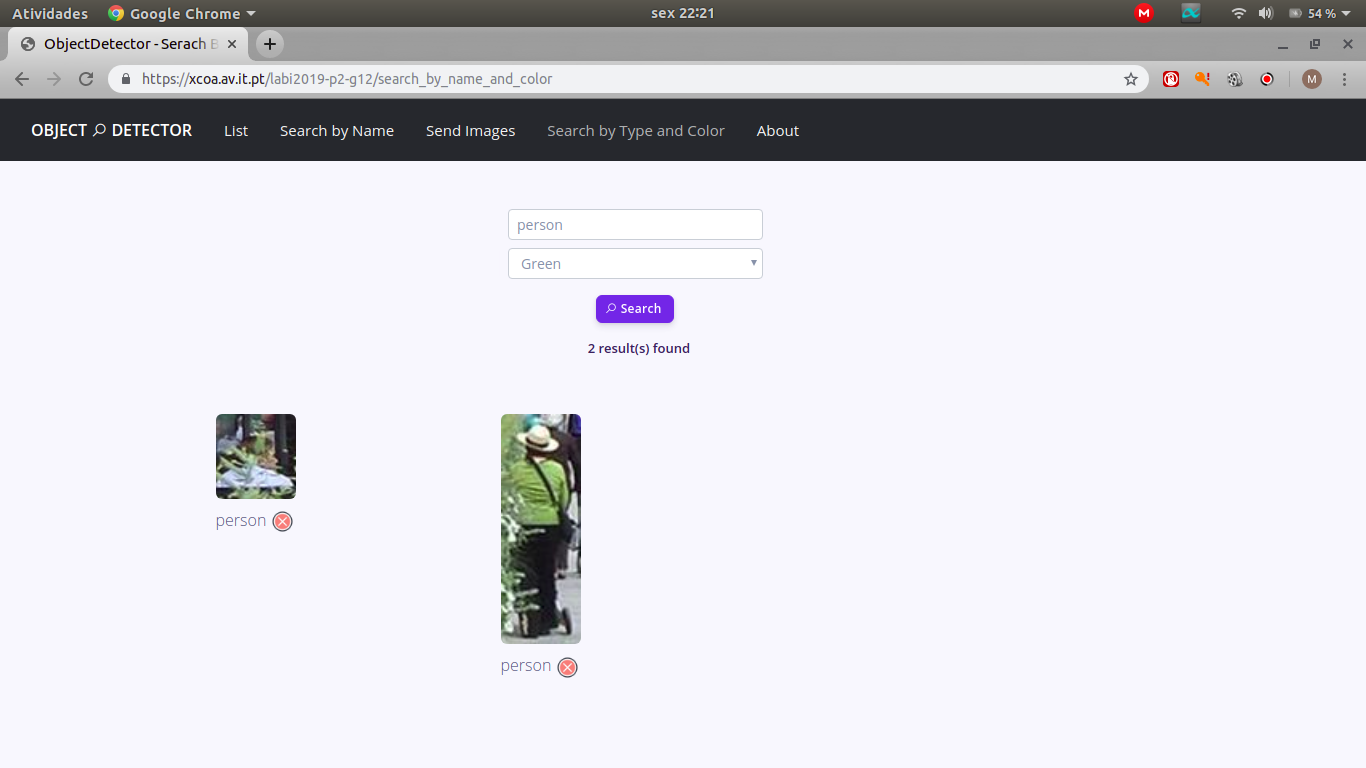 Atividades Google Chrome sex 22:21 M 54 %
ObjectDetector - Serach B
https://xcoa.av.it.pt/labi2019-p2-g12/search_by_name_and_color M
OBJECT DETECTOR List Search by Name Send Images Search by Type and Color About
person
Green
Search
2 result(s) found
person
person